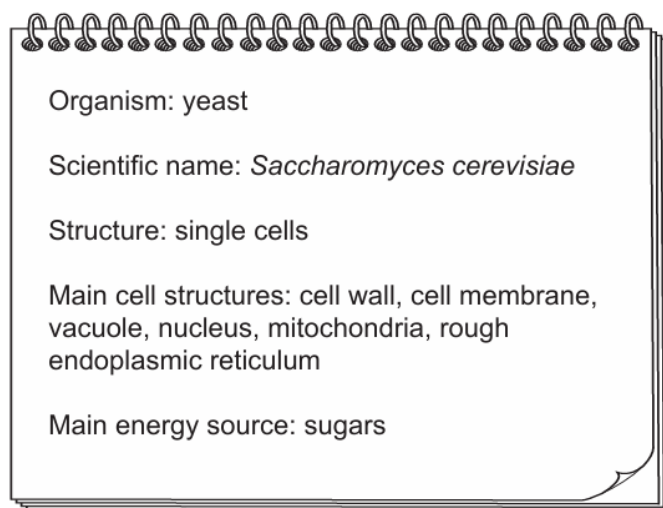 Organism: yeast
Scientific name: Saccharomyces cerevisiae
Structure: single cells
Main cell structures: cell wall, cell membrane,
vacuole, nucleus, mitochondria, rough
endoplasmic reticulum
Main energy source: sugars